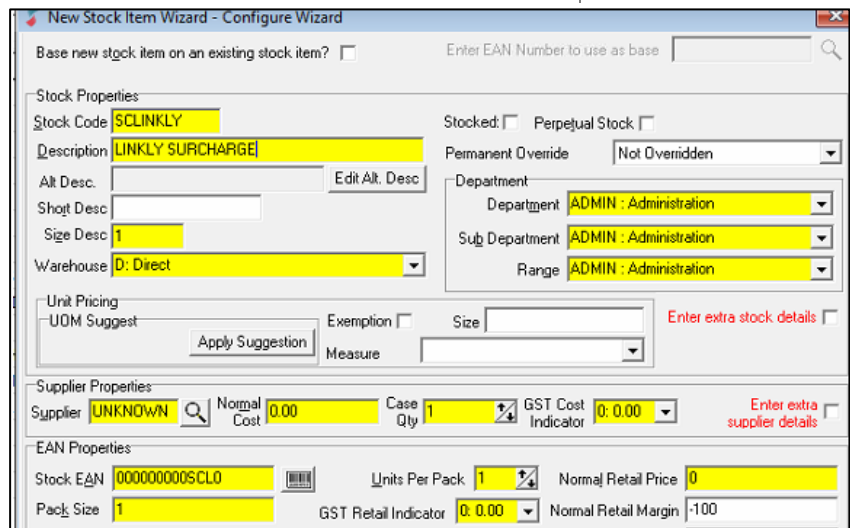 New Stock Item Wizard - Configure Wizard
Base new stock item on an existing stock item? Enter EAN Number to use as base
Stock Properties
Stock Code SCLINKLY Stocked: Perpetual Stock
Description LINKLY SURCHARGE Permanent Override Not Overridden
Alt Desc. Edit Alt. Desc Department
Short Desc Department ADMIN : Administration
Size Desc 1 Sub Department ADMIN : Administration
Warehouse D: Direct Range ADMIN : Administration
Unit Pricing
UOM Suggest Exemption Size Enter extra stock details
Apply Suggestion Measure
Supplier Properties
Supplier UNKNOWN Normal Cost 0.00 Case Qty 1 GST Cost Indicator 0: 0.00 Enter extra supplier details
EAN Properties
Stock EAN 000000000SCL0 Units Per Pack 1 Normal Retail Price 0
Pack Size 1 GST Retail Indicator 0: 0.00 Normal Retail Margin -100